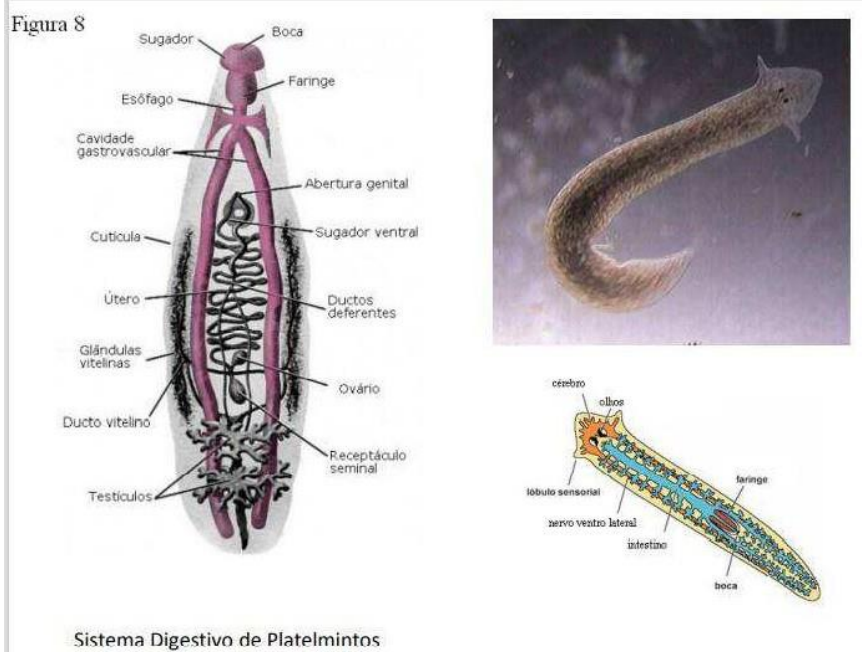 Figura 8
Sugador
Boca
Faringe
Esôfago
Cavidade
gastrovascular
Abertura genital
Sugador ventral
Cutícula
Útero
Ductos
deferentes
Glândulas
vitelinas
Ovário
Ducto vitelino
Receptáculo
seminal
Testículos
cérebro
olhos
lóbulo sensorial
faringe
nervo ventro lateral
intestino
boca
Sistema Digestivo de Platelmintos